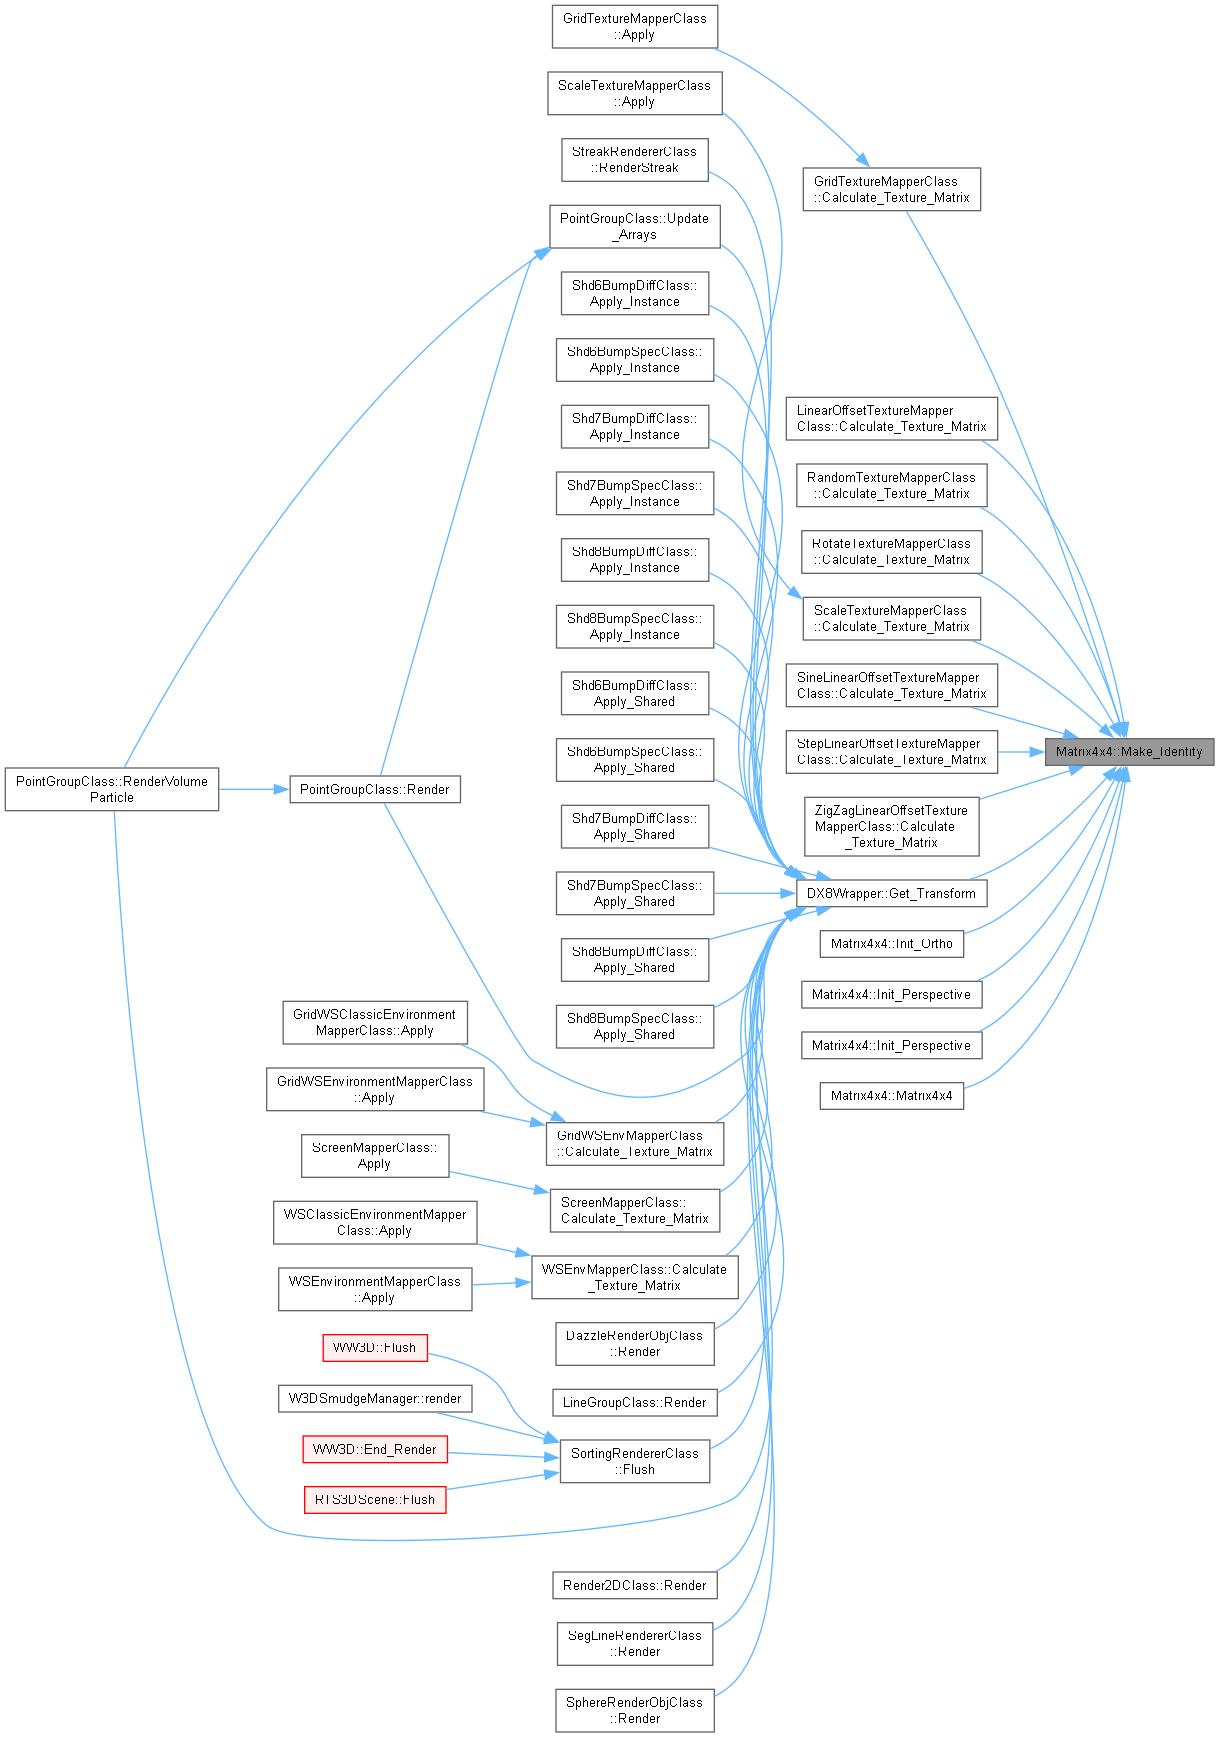 GridTextureMapperClass
::Apply
ScaleTextureMapperClass
::Apply
StreakRendererClass
::RenderStreak
PointGroupClass::Update
_Arrays
Shd6BumpDiffClass::
Apply_Instance
Shd6BumpSpecClass::
Apply_Instance
Shd7BumpDiffClass::
Apply_Instance
Shd7BumpSpecClass::
Apply_Instance
Shd8BumpDiffClass::
Apply_Instance
Shd8BumpSpecClass::
Apply_Instance
Shd6BumpDiffClass::
Apply_Shared
Shd6BumpSpecClass::
Apply_Shared
Shd7BumpDiffClass::
Apply_Shared
Shd7BumpSpecClass::
Apply_Shared
Shd8BumpDiffClass::
Apply_Shared
Shd8BumpSpecClass::
Apply_Shared
GridTextureMapperClass
::Calculate_Texture_Matrix
LinearOffsetTextureMapper
Class::Calculate_Texture_Matrix
RandomTextureMapperClass
::Calculate_Texture_Matrix
RotateTextureMapperClass
::Calculate_Texture_Matrix
ScaleTextureMapperClass
::Calculate_Texture_Matrix
SineLinearOffsetTextureMapper
Class::Calculate_Texture_Matrix
StepLinearOffsetTextureMapper
Class::Calculate_Texture_Matrix
ZigZagLinearOffsetTexture
MapperClass::Calculate
_Texture_Matrix
DX8Wrapper::Get_Transform
Matrix4x4::Init_Ortho
Matrix4x4::Init_Perspective
Matrix4x4::Init_Perspective
Matrix4x4::Matrix4x4
Matrix4x4::Make_Identity
PointGroupClass::RenderVolume
Particle
PointGroupClass::Render
GridWSClassicEnvironment
MapperClass::Apply
GridWSEnvironmentMapperClass
::Apply
ScreenMapperClass::
Apply
WSClassicEnvironmentMapper
Class::Apply
WSEnvironmentMapperClass
::Apply
WW3D::Flush
W3DSmudgeManager::render
WW3D::End_Render
RTS3DScene::Flush
GridWSEnvMapperClass
::Calculate_Texture_Matrix
ScreenMapperClass::
Calculate_Texture_Matrix
WSEnvMapperClass::Calculate
_Texture_Matrix
DazzleRenderObjClass
::Render
LineGroupClass::Render
SortingRendererClass
::Flush
Render2DClass::Render
SegLineRendererClass
::Render
SphereRenderObjClass
::Render